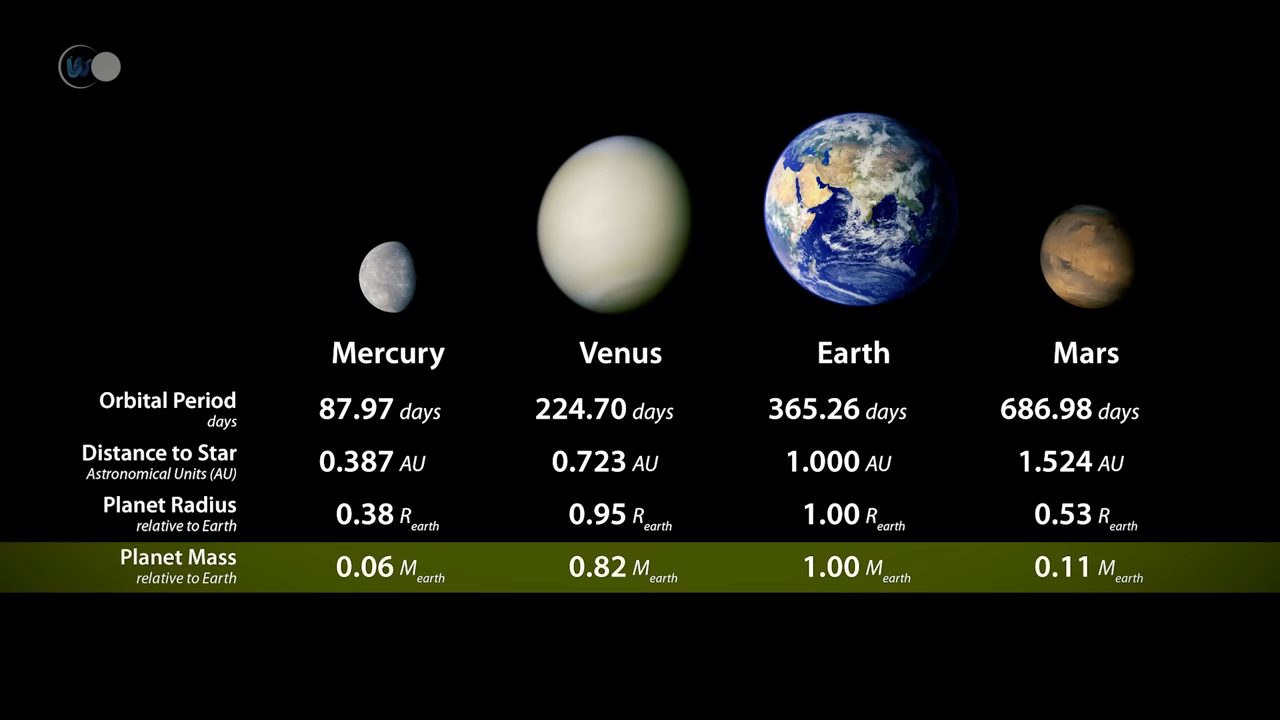 Mercury Venus Earth Mars
Orbital Period 87.97 days 224.70 days 365.26 days 686.98 days
days
Distance to Star 0.387 AU 0.723 AU 1.000 AU 1.524 AU
Astronomical Units (AU)
Planet Radius 0.38 Rearth 0.95 Rearth 1.00 Rearth 0.53 Rearth
relative to Earth
Planet Mass 0.06 Mearth 0.82 Mearth 1.00 Mearth 0.11 Mearth
relative to Earth